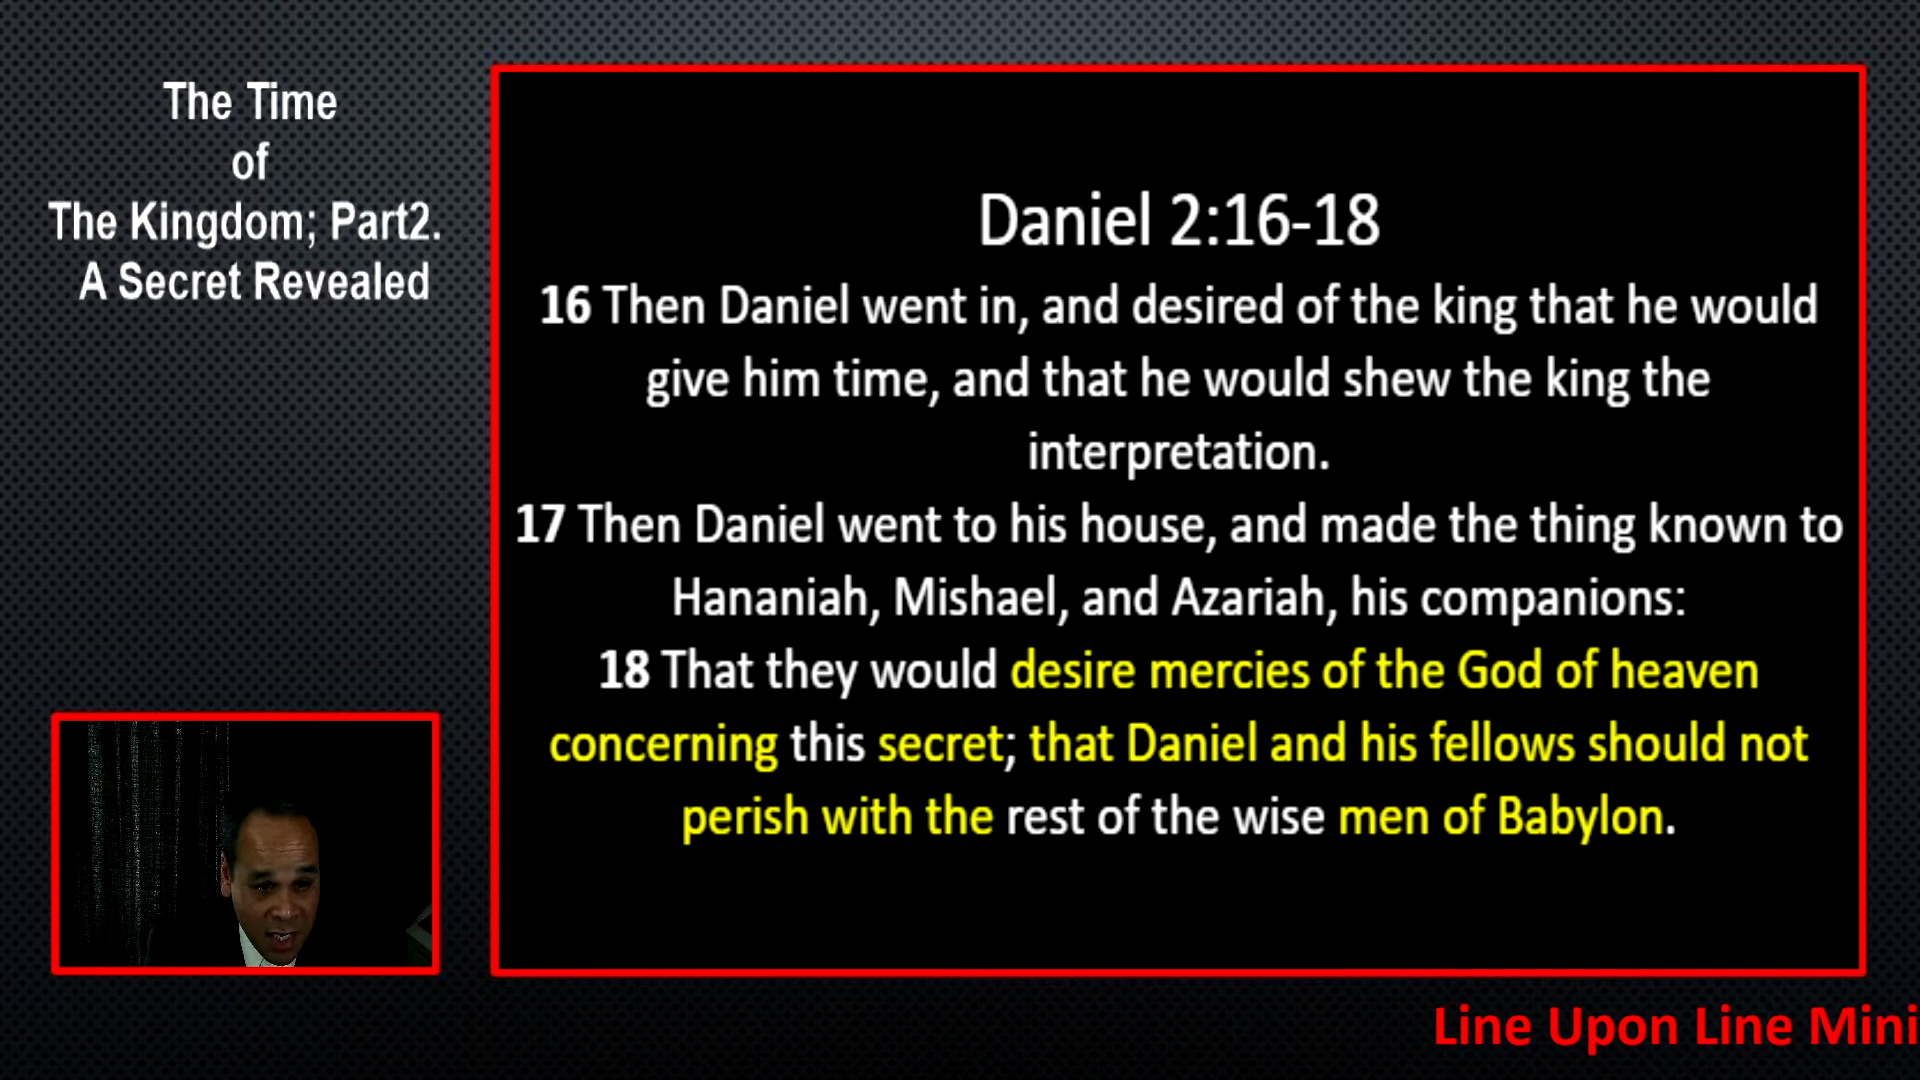 The Time
of
The Kingdom; Part2.
A Secret Revealed
Daniel 2:16-18
16 Then Daniel went in, and desired of the king that he would
give him time, and that he would shew the king the
interpretation.
17 Then Daniel went to his house, and made the thing known to
Hananiah, Mishael, and Azariah, his companions:
18 That they would desire mercies of the God of heaven
concerning this secret; that Daniel and his fellows should not
perish with the rest of the wise men of Babylon.
Line Upon Line Mini